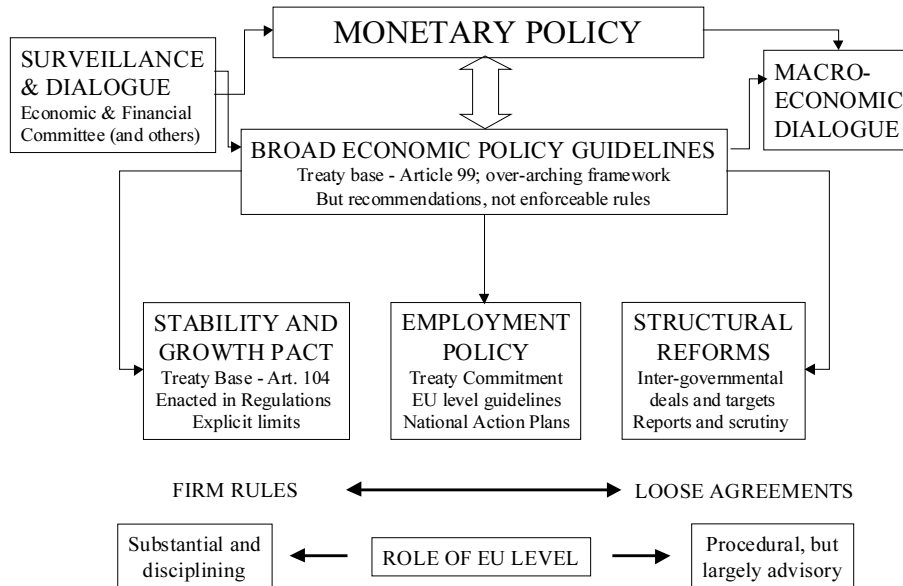 MONETARY POLICY
SURVEILLANCE
& DIALOGUE
Economic & Financial
Committee (and others)
MACRO-
ECONOMIC
DIALOGUE
BROAD ECONOMIC POLICY GUIDELINES
Treaty base - Article 99; over-arching framework
But recommendations, not enforceable rules
STABILITY AND
GROWTH PACT
Treaty Base - Art. 104
Enacted in Regulations
Explicit limits
EMPLOYMENT
POLICY
Treaty Commitment
EU level guidelines
National Action Plans
STRUCTURAL
REFORMS
Inter-governmental
deals and targets
Reports and scrutiny
FIRM RULES
LOOSE AGREEMENTS
Substantial and
disciplining
ROLE OF EU LEVEL
Procedural, but
largely advisory